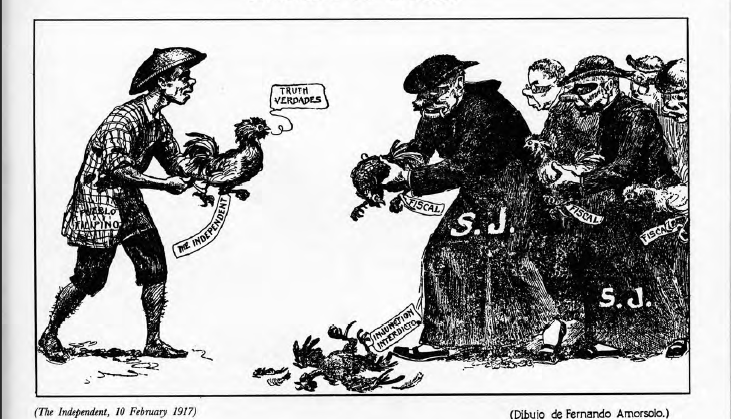 TRUTH
VERDADES
PUEBLO
FILIPINO
THE INDEPENDENT
FISCAL
S.J.
FISCAL
S.J.
INJUNCTION
INTERDICTO
(The Independent, 10 February 1917)
(Dibujo de Fernando Amorsolo.)